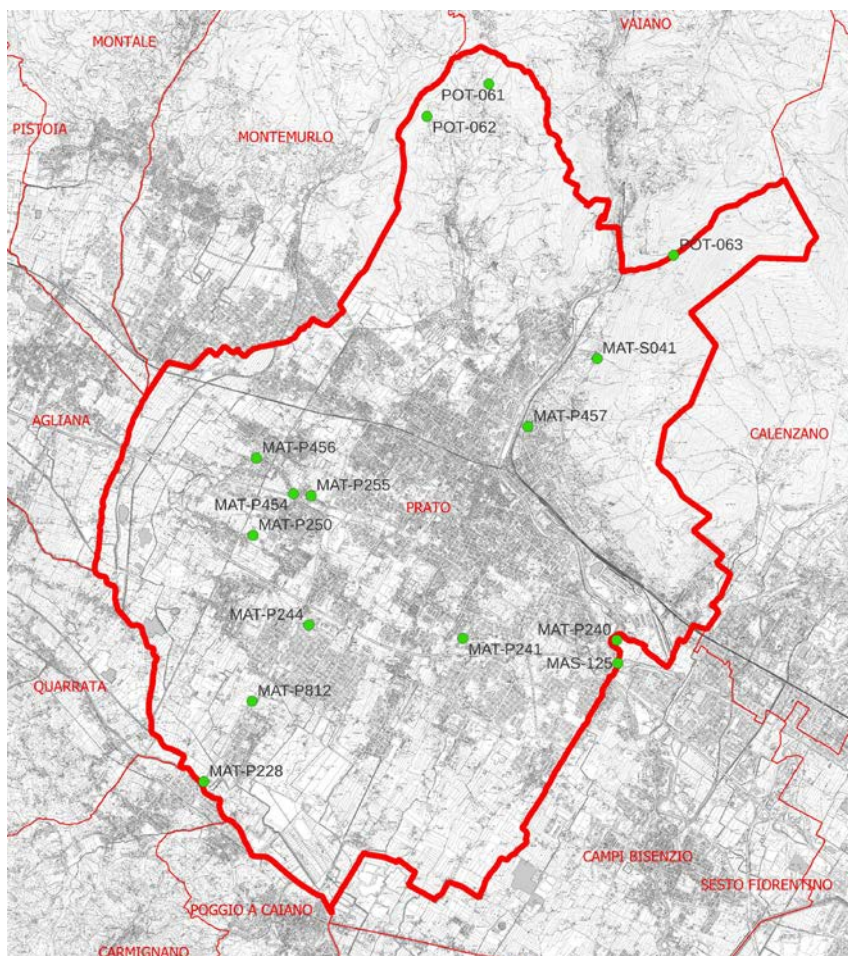 VAIANO
MONTALE
POT-061
POT-062
PISTOIA
MONTEMURLO
POT-063
MAT-S041
AGLIANA
MAT-P457
CALENZANO
MAT-P456
MAT-P255
MAT-P454
PRATO
MAT-P250
MAT-P244
MAT-P240
MAT-P241
MAS-125
QUARRATA
MAT-P812
MAT-P228
CAMPI BISENZIO
SESTO FIORENTINO
POGGIO A CAIANO
CARMIGNANO